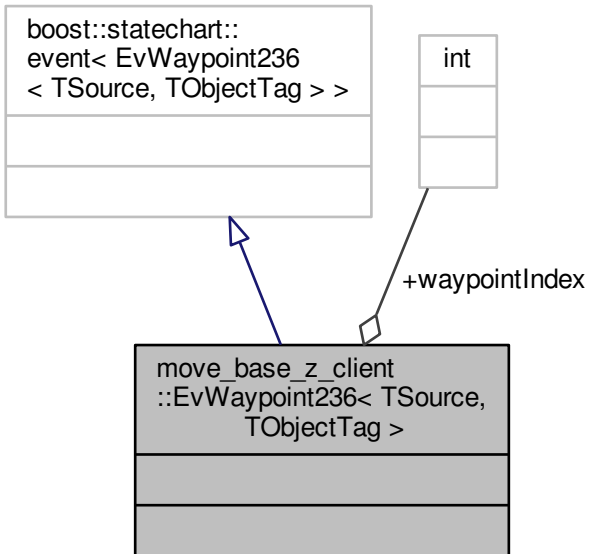 boost::statechart::
event< EvWaypoint236
< TSource, TObjectTag > >
int
+waypointIndex
move_base_z_client
::EvWaypoint236< TSource,
TObjectTag >